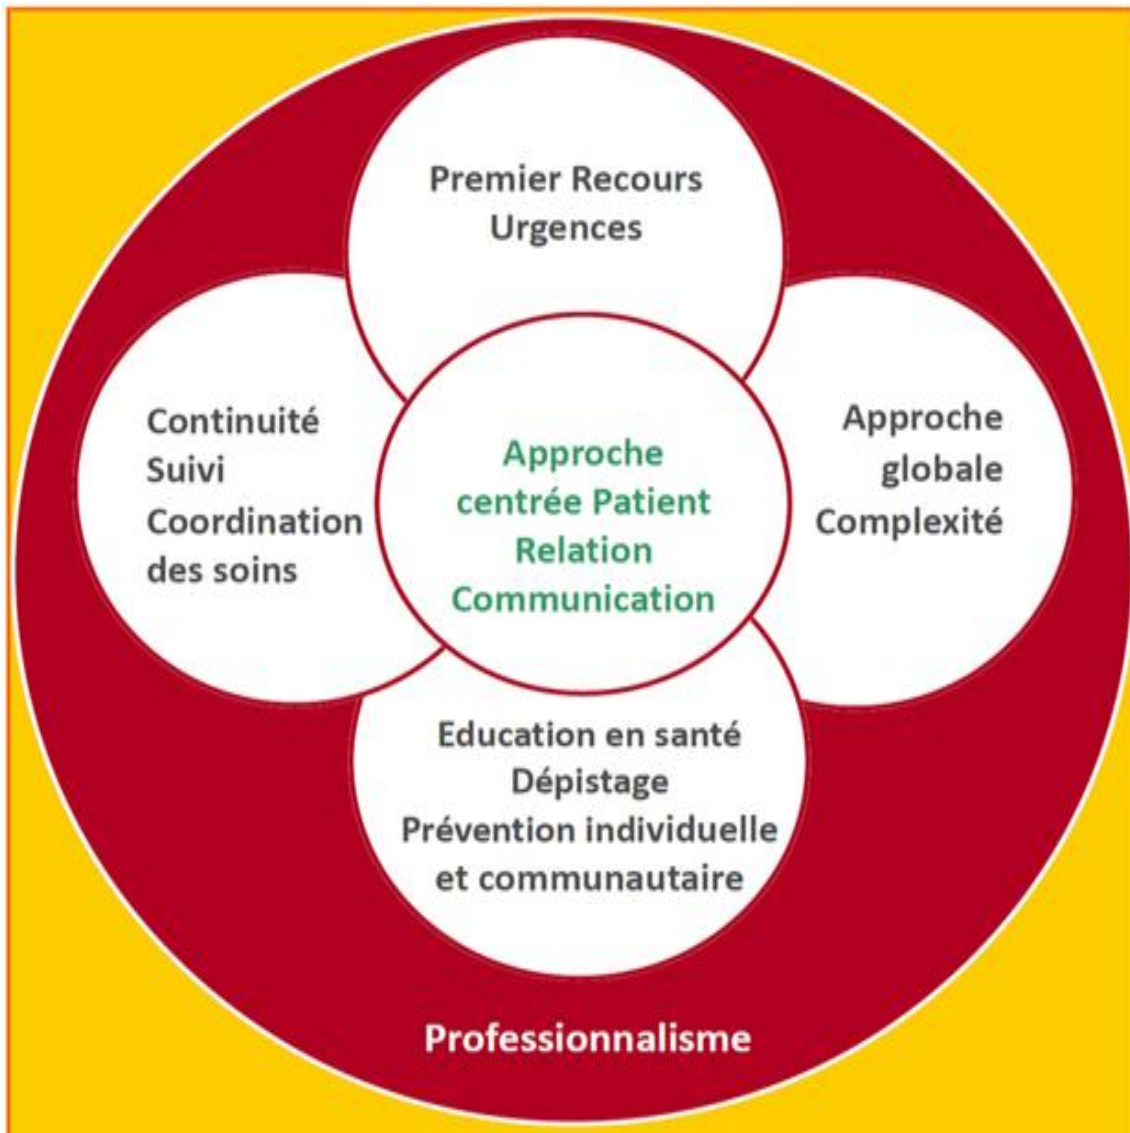 Premier Recours
Urgences
Continuité
Suivi
Coordination
des soins
Approche
centrée Patient
Relation
Communication
Approche
globale
Complexité
Education en santé
Dépistage
Prévention individuelle
et communautaire
Professionnalisme